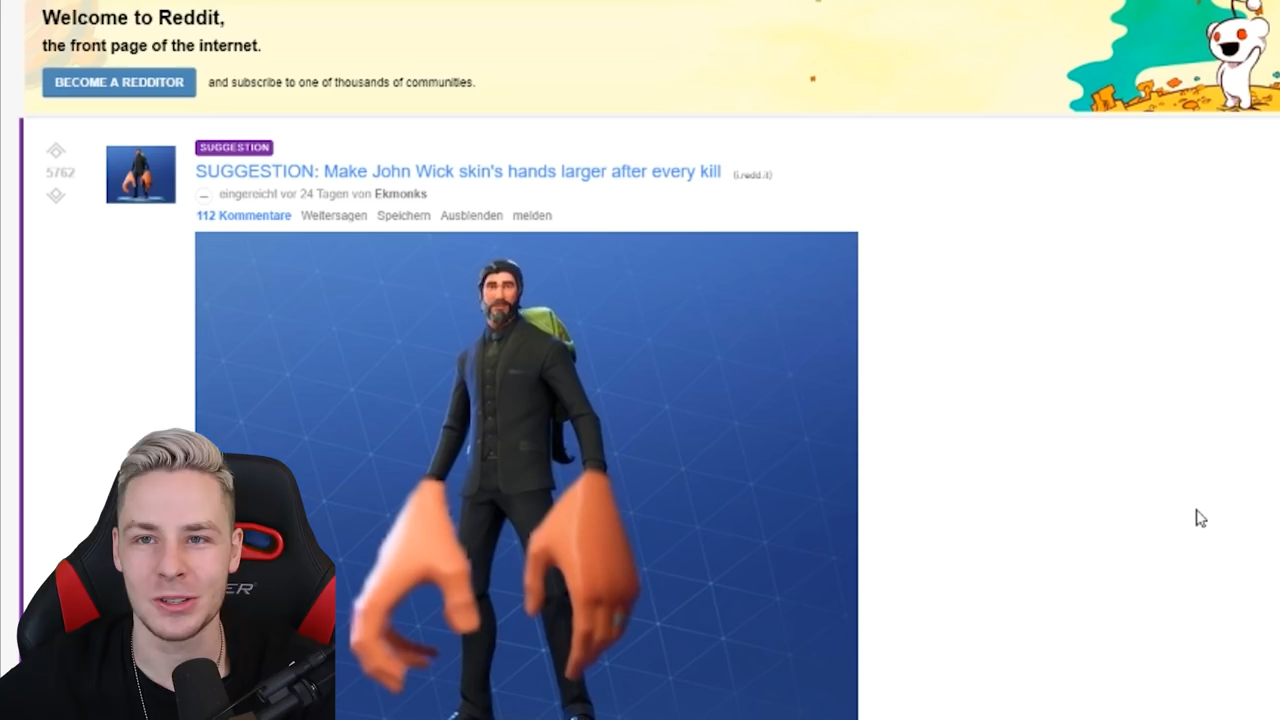 Welcome to Reddit,
the front page of the internet.
BECOME A REDDITOR and subscribe to one of thousands of communities.
SUGGESTION
5762 SUGGESTION: Make John Wick skin's hands larger after every kill (i.redd.it)
eingereicht vor 24 Tagen von Ekmonks
112 Kommentare Weitersagen Speichern Ausblenden melden
ER